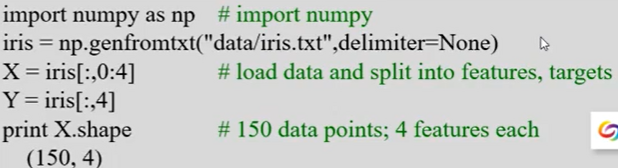 import numpy as np # import numpy
iris = np.genfromtxt("data/iris.txt",delimiter=None)
X = iris[:,0:4] # load data and split into features, targets
Y = iris[:,4]
print X.shape # 150 data points; 4 features each
(150, 4)